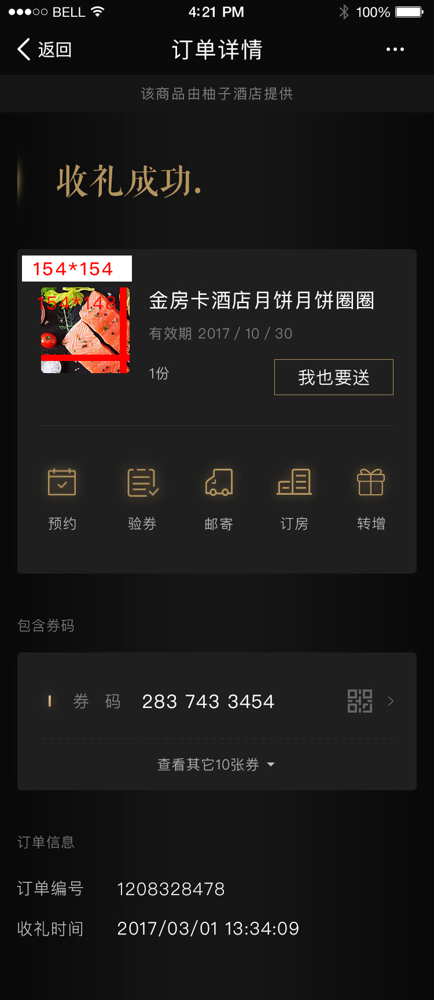 BELL 4:21 PM 100%
返回 订单详情
该商品由柚子酒店提供
收礼成功.
154*154
154*148
金房卡酒店月饼月饼圈圈
有效期 2017 / 10 / 30
1份
我也要送
预约 验券 邮寄 订房 转增
包含券码
券 码 283 743 3454
查看其它10张券
订单信息
订单编号 1208328478
收礼时间 2017/03/01 13:34:09